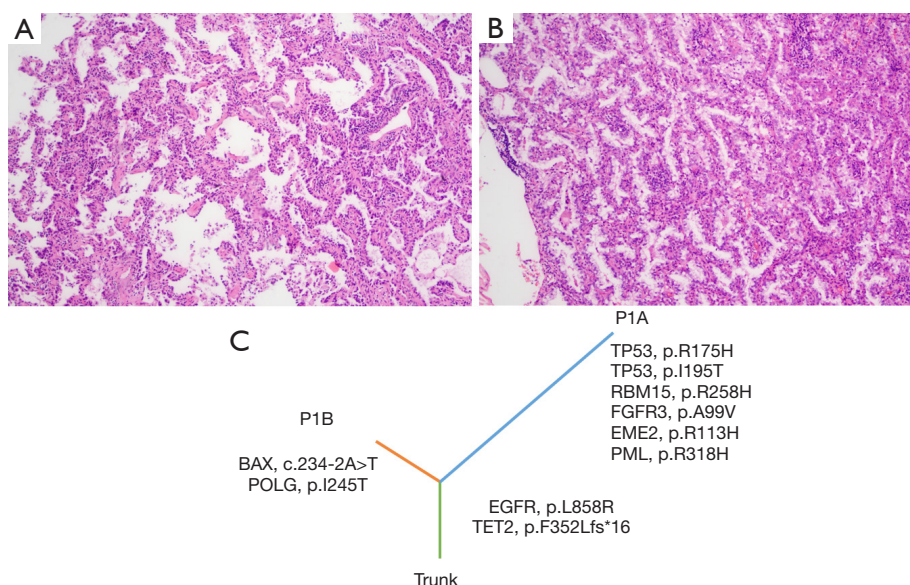 A
B
C
P1A
TP53, p.R175H
TP53, p.I195T
RBM15, p.R258H
FGFR3, p.A99V
EME2, p.R113H
PML, p.R318H
P1B
BAX, c.234-2A>T
POLG, p.I245T
EGFR, p.L858R
TET2, p.F352Lfs*16
Trunk